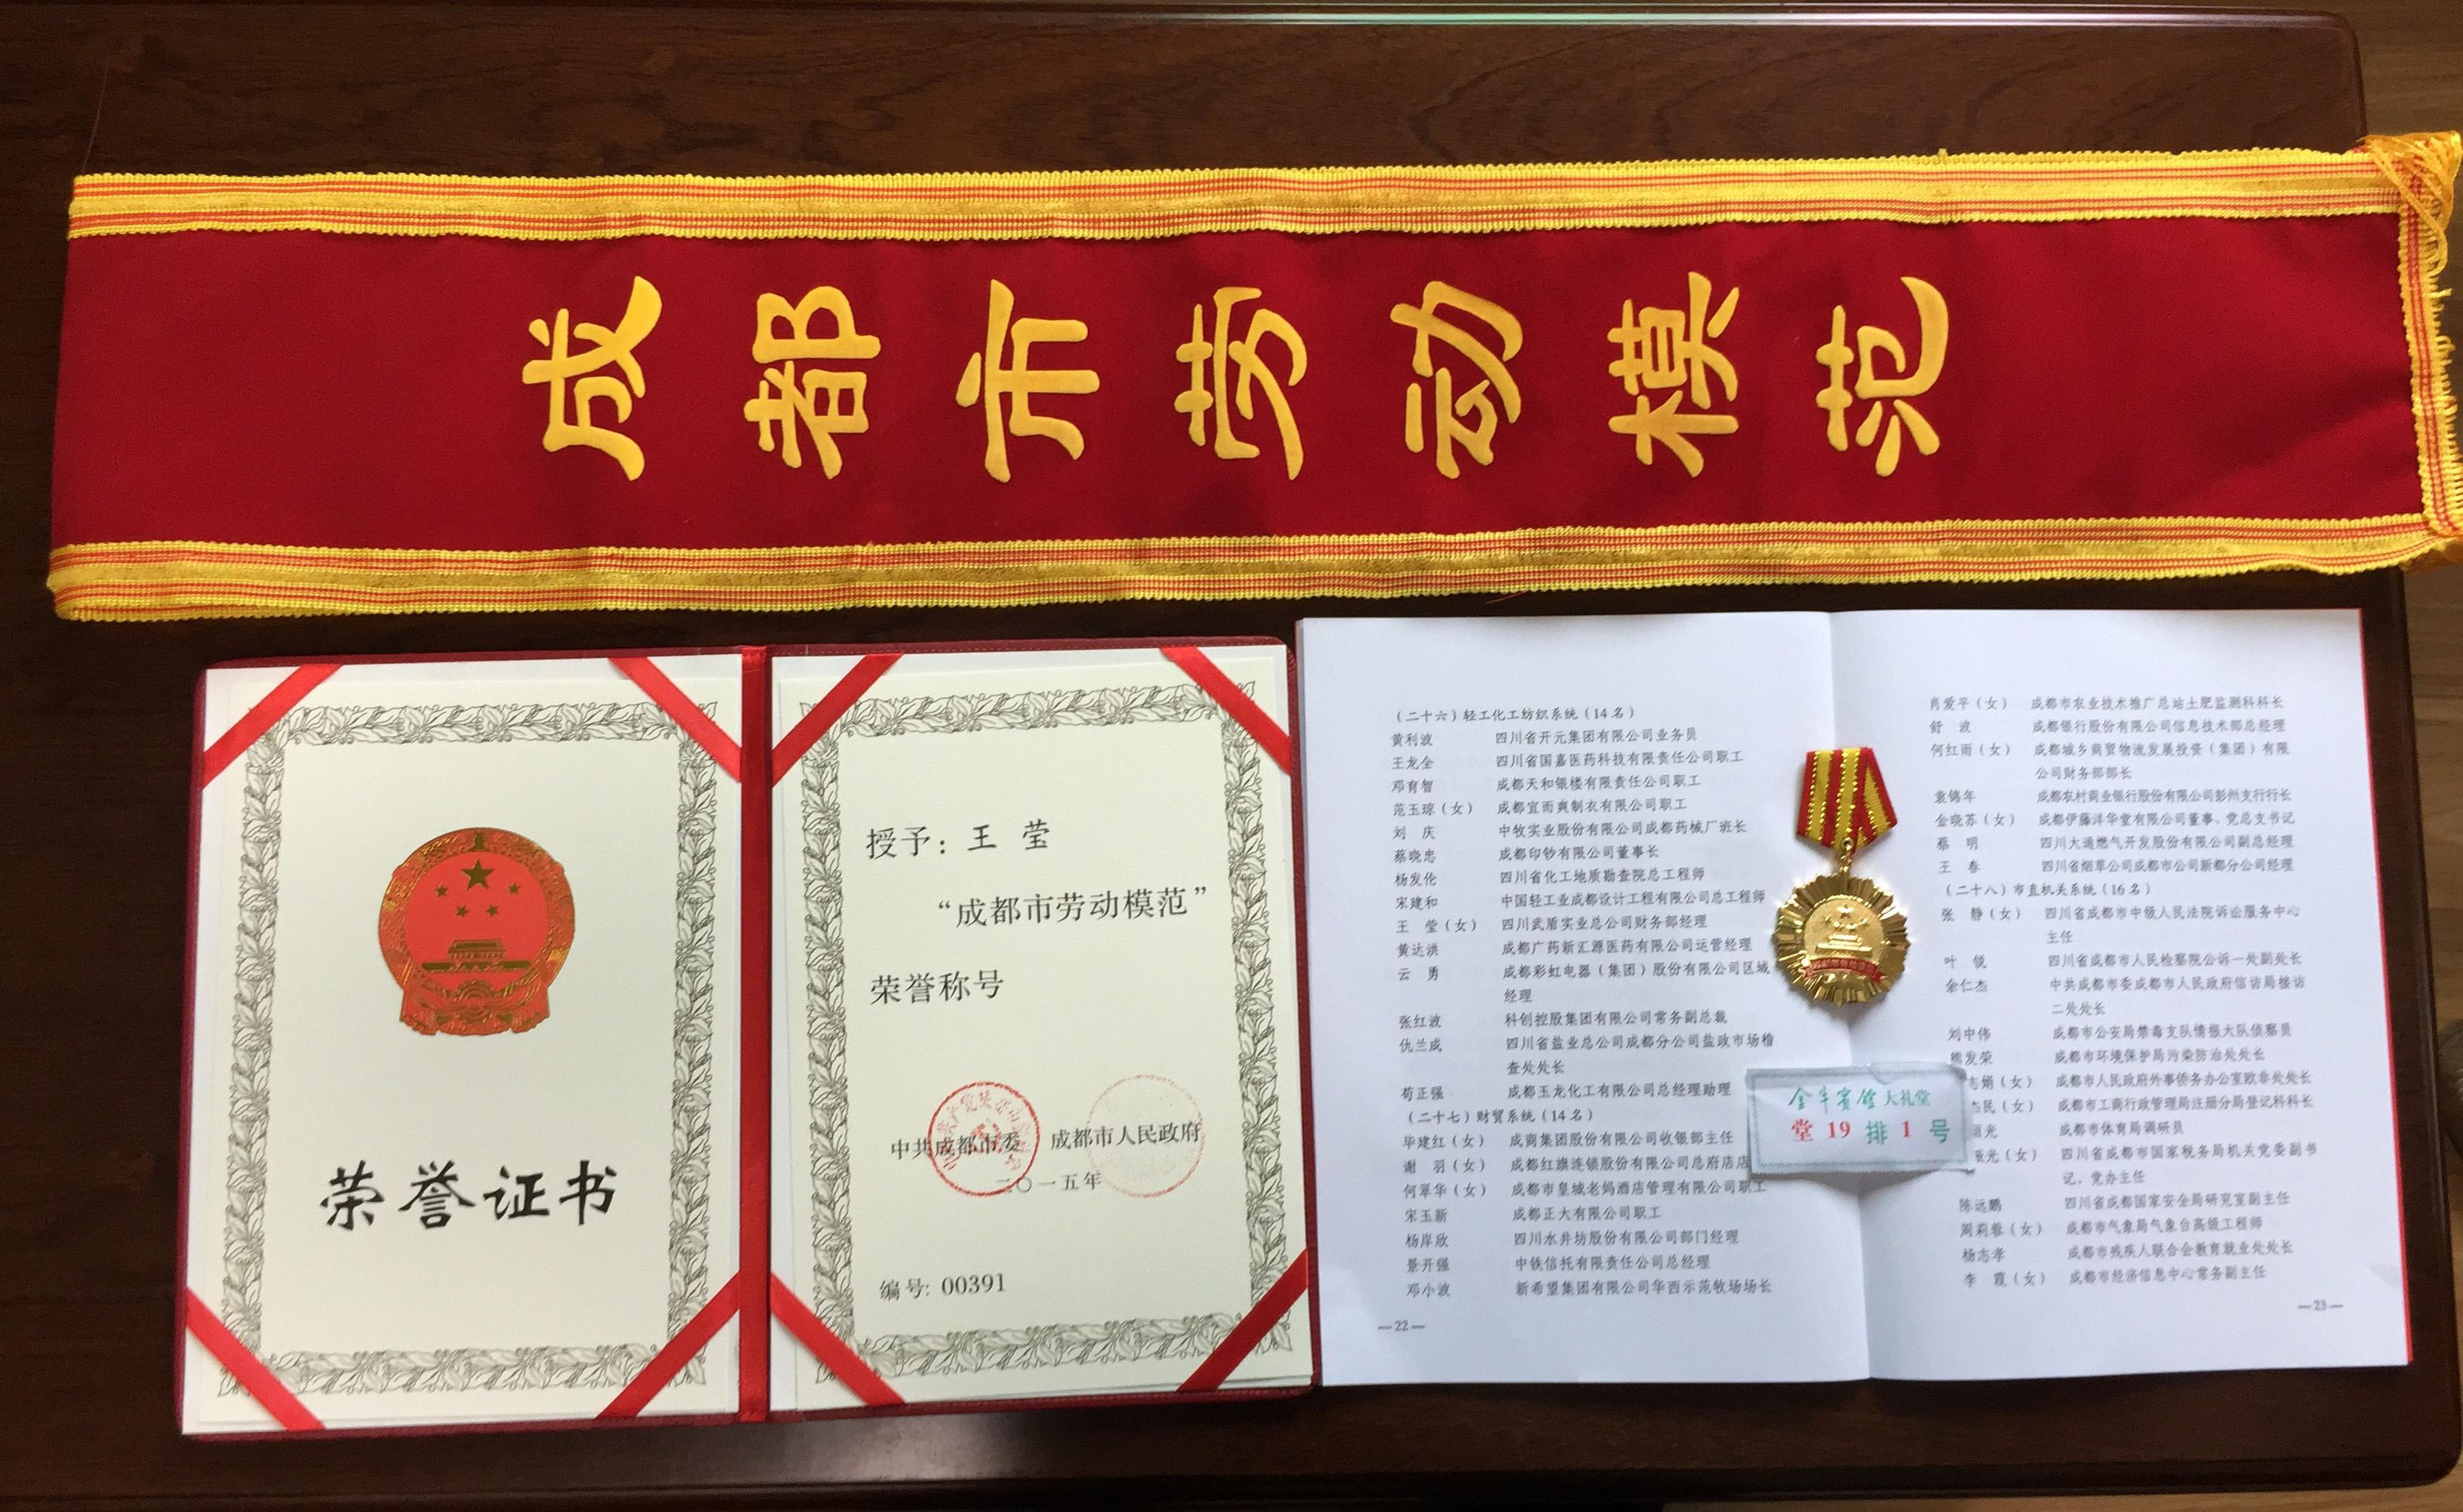 成都市劳动模范
荣誉证书
授予：王 莹
“成都市劳动模范”
荣誉称号
中共成都市委 成都市人民政府
二〇一五年
编号: 00391
（二十六）轻工化工纺织系统（14名）
黄利波 四川省开元集团有限公司业务员
王龙全 四川省国嘉医药科技有限责任公司职工
邓育智 成都天和银楼有限责任公司职工
范玉琼（女） 成都宜而爽制衣有限公司职工
刘 庆 中牧实业股份有限公司成都药械厂班长
蔡晓忠 成都印钞有限公司董事长
杨发伦 四川省化工地质勘查院总工程师
宋建和 中国轻工业成都设计工程有限公司总工程师
王 莹（女） 四川武盾实业总公司财务部经理
黄达洪 成都广药新汇源医药有限公司运营经理
云 勇 成都彩虹电器（集团）股份有限公司区域
经理
张红波 科创控股集团有限公司常务副总裁
仇兰成 四川省盐业总公司成都分公司盐政市场稽
查处处长
苟正强 成都玉龙化工有限公司总经理助理
（二十七）财贸系统（14名）
毕建红（女） 成商集团股份有限公司收银部主任
谢 羽（女） 成都红旗连锁股份有限公司总府店店
何翠华（女） 成都市皇城老妈酒店管理有限公司职工
宋玉新 成都正大有限公司职工
杨岸欣 四川水井坊股份有限公司部门经理
景开强 中铁信托有限责任公司总经理
邓小波 新希望集团有限公司华西示范牧场场长
—22—
肖爱平（女） 成都市农业技术推广总站土肥监测科科长
舒 波 成都银行股份有限公司信息技术部总经理
何红雨（女） 成都城乡商贸物流发展投资（集团）有限
公司财务部部长
袁锦年 成都农村商业银行股份有限公司彭州支行行长
金晓苏（女） 成都伊藤洋华堂有限公司董事、党总支书记
蔡 明 四川大通燃气开发股份有限公司副总经理
王 春 四川省烟草公司成都市公司新都分公司经理
（二十八）市直机关系统（16名）
张 静（女） 四川省成都市中级人民法院诉讼服务中心
主任
叶 锐 四川省成都市人民检察院公诉一处副处长
余仁杰 中共成都市委成都市人民政府信访局接访
二处处长
刘中伟 成都市公安局禁毒支队情报大队侦察员
熊发荣 成都市环境保护局污染防治处处长
志娟（女） 成都市人民政府外事侨务办公室欧非处处长
民（女） 成都市工商行政管理局注册分局登记科科长
光 成都市体育局调研员
光（女） 四川省成都市国家税务局机关党委副书
记、党办主任
陈远鹏 四川省成都国家安全局研究室副主任
周莉蓉（女） 成都市气象局气象台高级工程师
杨志孝 成都市残疾人联合会教育就业处处长
李 霞（女） 成都市经济信息中心常务副主任
—23—
金牛宾馆大礼堂
堂 19 排 1 号